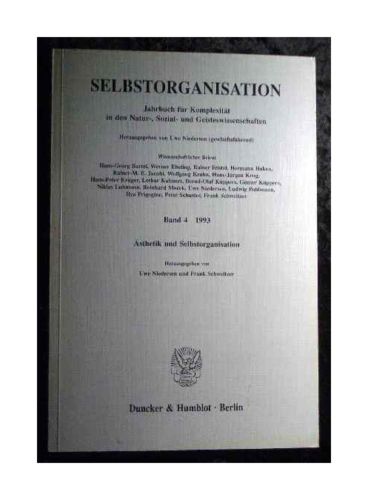 SELBSTORGANISATION
Jahrbuch für Komplexität
in den Natur-, Sozial- und Geisteswissenschaften
Herausgegeben von Uwe Niedersen (geschäftsführend)
Wissenschaftlicher Beirat
Hans-Georg Bartel, Werner Ebeling, Rainer Feistel, Hermann Haken,
Rainer-M. E. Jacobi, Wolfgang Krohn, Hans-Jürgen Krug,
Hans-Peter Krüger, Lothar Kuhnert, Bernd-Olaf Küppers, Günter Küppers,
Niklas Luhmann, Reinhard Mocek, Uwe Niedersen, Ludwig Pohlmann,
Ilya Prigogine, Peter Schuster, Frank Schweitzer
Band 4 1993
Ästhetik und Selbstorganisation
Herausgegeben von
Uwe Niedersen und Frank Schweitzer
Duncker & Humblot · Berlin